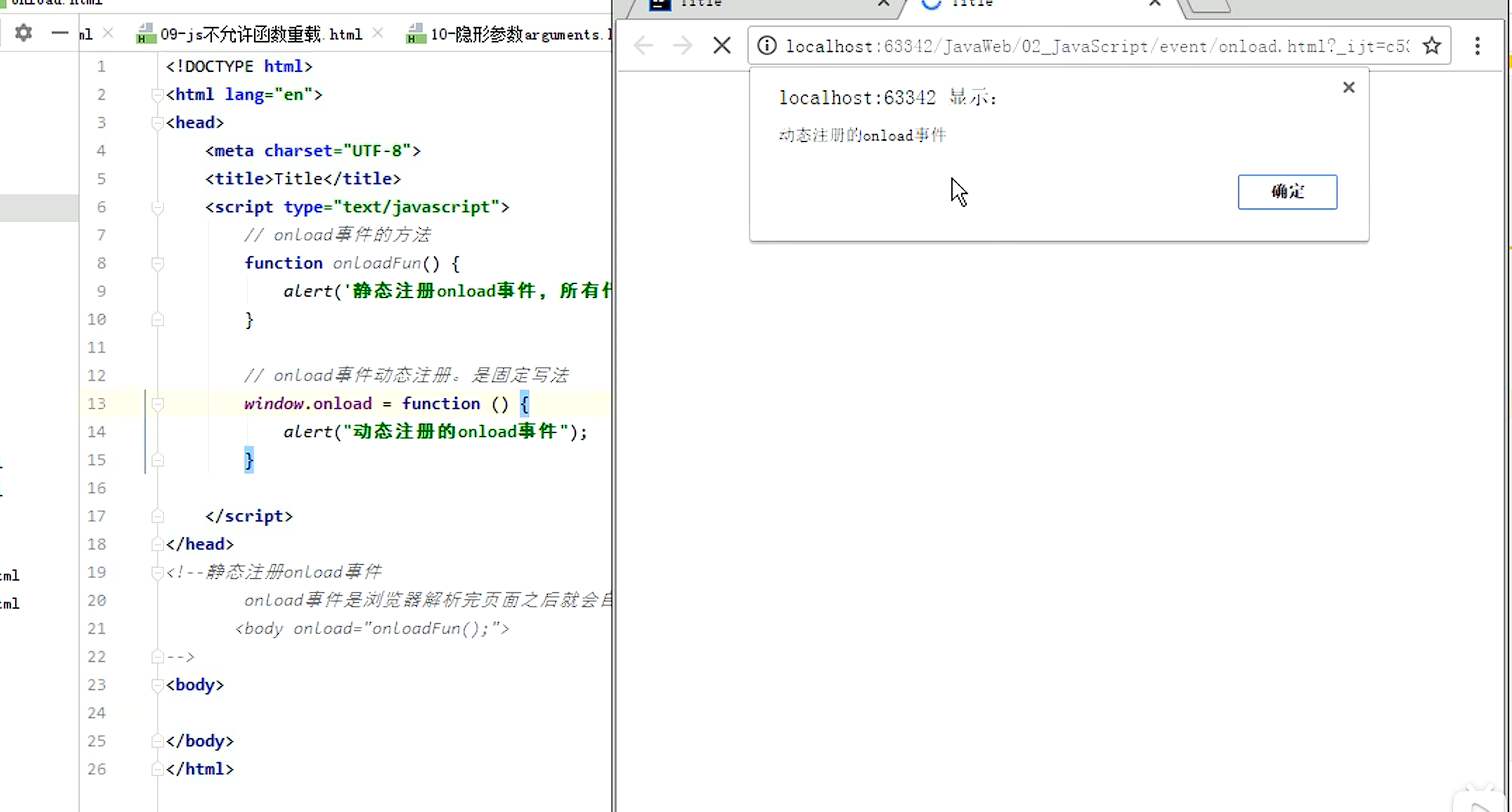 onload.html
ml
09-js不允许函数重载.html
10-隐形参数arguments.
1 <!DOCTYPE html>
2 <html lang="en">
3 <head>
4 <meta charset="UTF-8">
5 <title>Title</title>
6 <script type="text/javascript">
7 // onload事件的方法
8 function onloadFun() {
9 alert('静态注册onload事件，所有
10 }
11
12 // onload事件动态注册。是固定写法
13 window.onload = function () {
14 alert("动态注册的onload事件");
15 }
16
17 </script>
18 </head>
19 <!--静态注册onload事件
20 onload事件是浏览器解析完页面之后就会
21 <body onload="onloadFun();">
22 -->
23 <body>
24
25 </body>
26 </html>
ml
ml
Title
Title
localhost:63342/JavaWeb/02_JavaScript/event/onload.html?_ijt=c5
localhost:63342 显示：
动态注册的onload事件
确定